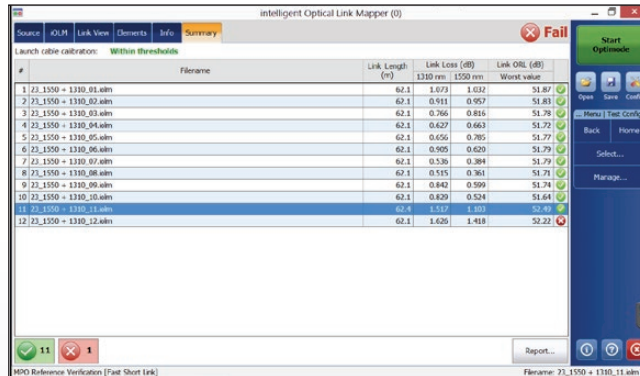 intelligent Optical Link Mapper (0)
Source iOLM Link View Elements Info Summary
Fail
Launch cable calibration: Within thresholds
# Filename Link Length (m) Link Loss (dB) Link ORL (dB)
1310 nm 1550 nm Worst value
1 23_1550 + 1310_01.iolm 62.1 1.073 1.032 51.87
2 23_1550 + 1310_02.iolm 62.1 0.911 0.957 51.83
3 23_1550 + 1310_03.iolm 62.1 0.766 0.816 51.78
4 23_1550 + 1310_04.iolm 62.1 0.627 0.663 51.72
5 23_1550 + 1310_05.iolm 62.1 0.656 0.785 51.77
6 23_1550 + 1310_06.iolm 62.1 0.905 0.620 51.79
7 23_1550 + 1310_07.iolm 62.1 0.536 0.384 51.79
8 23_1550 + 1310_08.iolm 62.1 0.515 0.361 51.71
9 23_1550 + 1310_09.iolm 62.1 0.842 0.599 51.74
10 23_1550 + 1310_10.iolm 62.1 0.829 0.524 51.64
11 23_1550 + 1310_11.iolm 62.4 1.517 1.103 52.49
12 23_1550 + 1310_12.iolm 62.1 1.626 1.418 52.22
11 1
Report...
MPO Reference Verification [Fast Short Link] Filename: 23_1550 + 1310_11.iolm
Start
Optimode
Open Save Confi
... Menu | Test Config
Back Home
Select...
Manage...